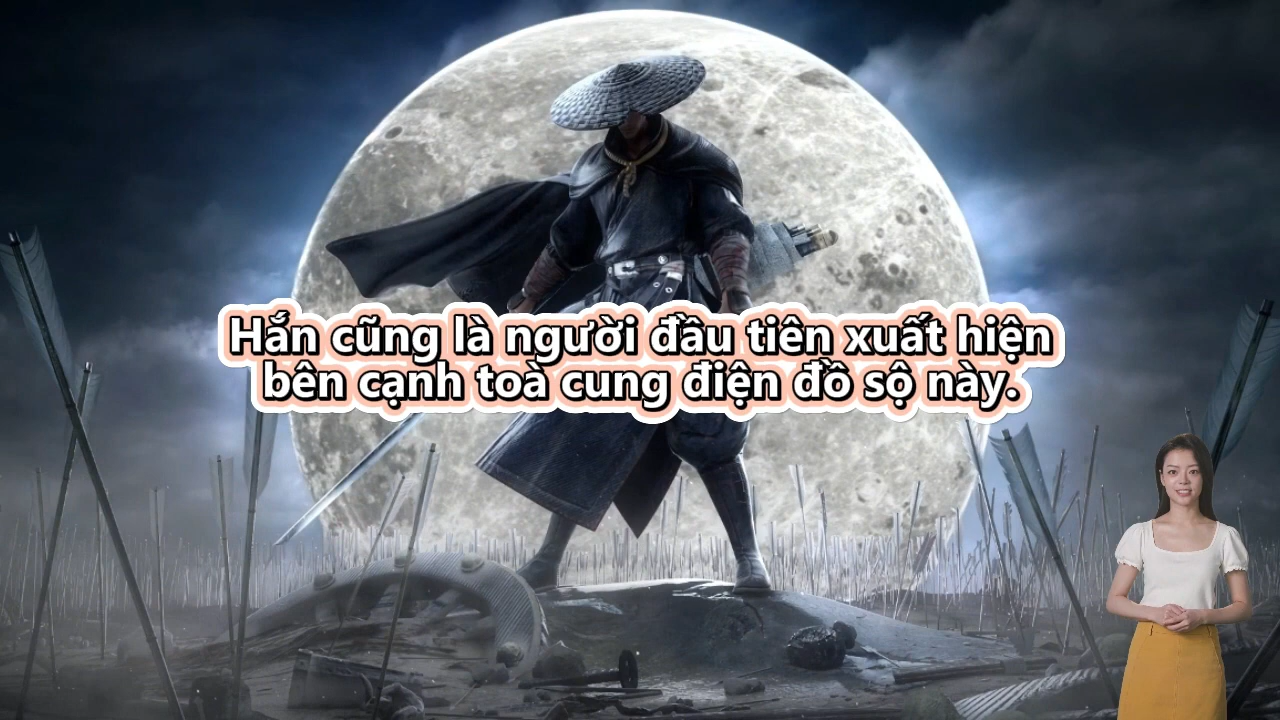 Hắn cũng là người đầu tiên xuất hiện
bên cạnh toà cung điện đồ sộ này.